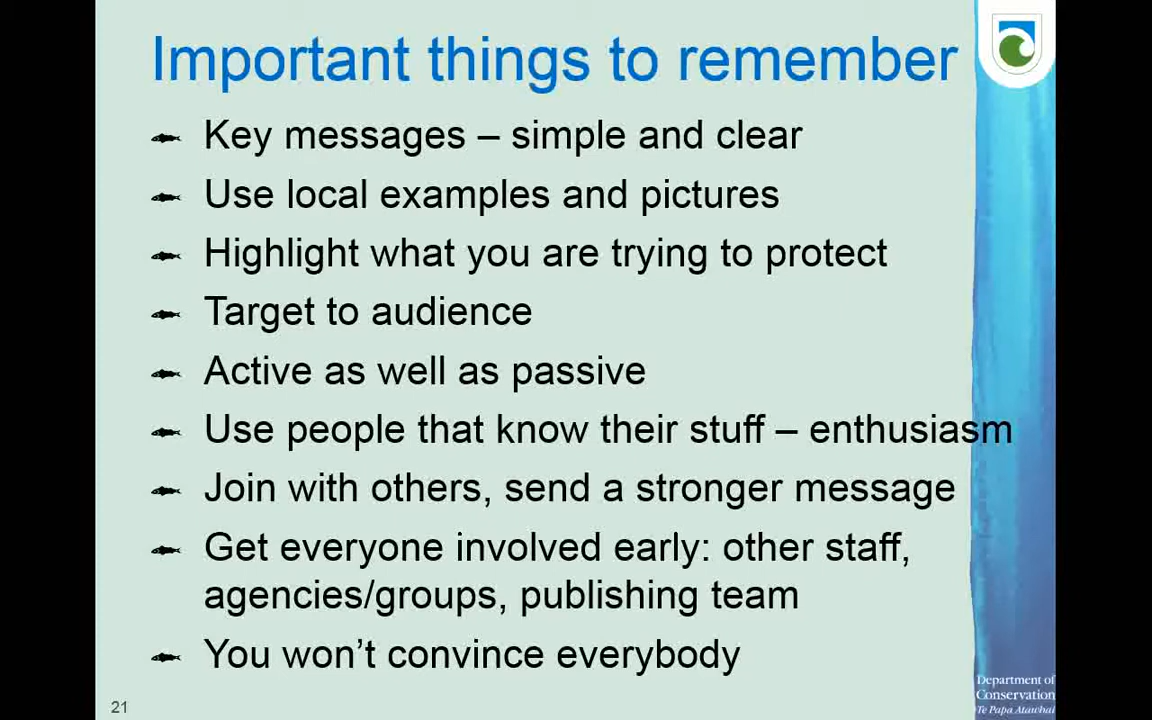 Important things to remember
Key messages – simple and clear
Use local examples and pictures
Highlight what you are trying to protect
Target to audience
Active as well as passive
Use people that know their stuff – enthusiasm
Join with others, send a stronger message
Get everyone involved early: other staff,
agencies/groups, publishing team
You won’t convince everybody
21
Department of
Conservation
Te Papa Atawhai